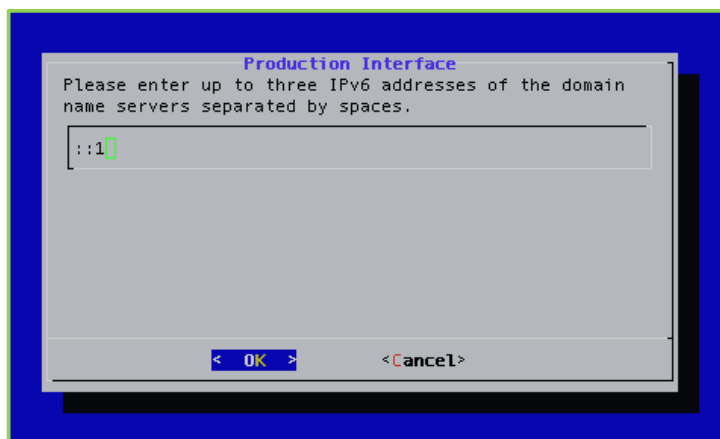 Production Interface
Please enter up to three IPv6 addresses of the domain
name servers separated by spaces.
::1
< OK > <Cancel>